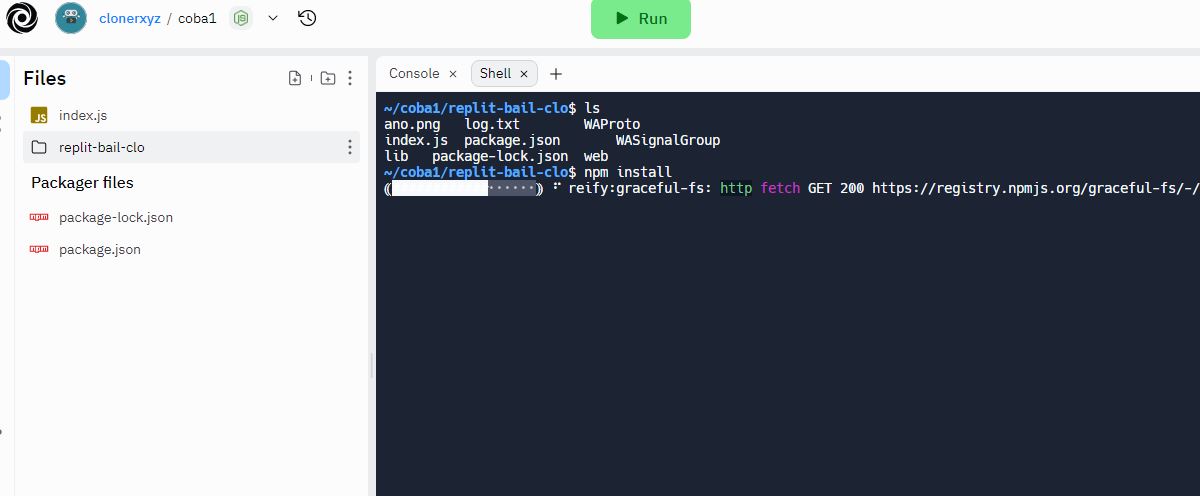 clonerxyz / coba1
Run
Files
index.js
replit-bail-clo
Packager files
package-lock.json
package.json
Console × Shell × +
~/coba1/replit-bail-clo$ ls
ano.png log.txt WAProto
index.js package.json WASignalGroup
lib package-lock.json web
~/coba1/replit-bail-clo$ npm install
reify:graceful-fs: http fetch GET 200 https://registry.npmjs.org/graceful-fs/-/